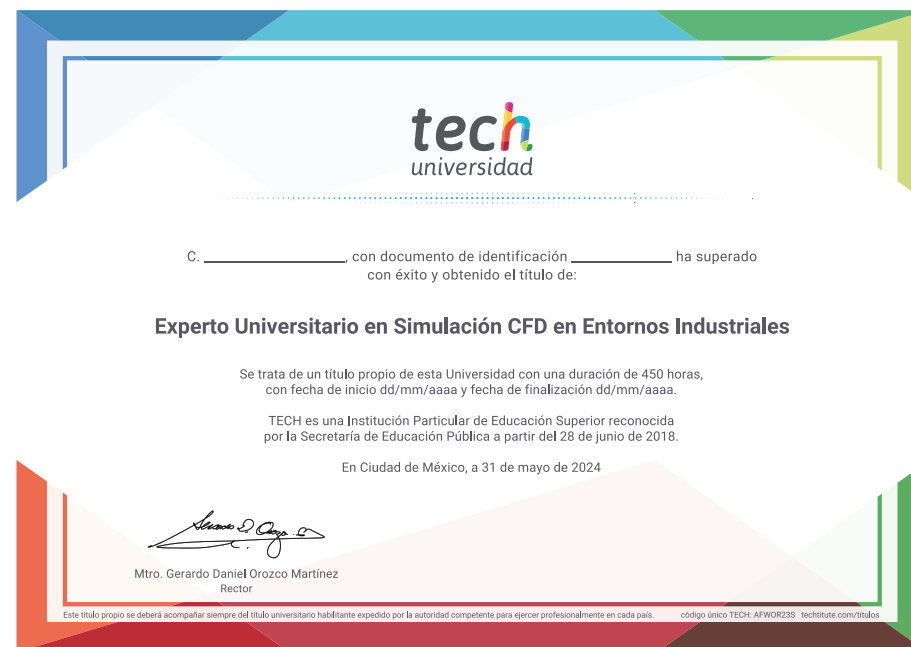 tech
universidad
C. ____________, con documento de identificación ____________ ha superado
con éxito y obtenido el título de:
Experto Universitario en Simulación CFD en Entornos Industriales
Se trata de un título propio de esta Universidad con una duración de 450 horas,
con fecha de inicio dd/mm/aaaa y fecha de finalización dd/mm/aaaa.
TECH es una Institución Particular de Educación Superior reconocida
por la Secretaría de Educación Pública a partir del 28 de junio de 2018.
En Ciudad de México, a 31 de mayo de 2024
Mtro. Gerardo Daniel Orozco Martínez
Rector
Este título propio se deberá acompañar siempre del título universitario habilitante expedido por la autoridad competente para ejercer profesionalmente en cada país. código único TECH: AFWOR23S techtitute.com/titulos